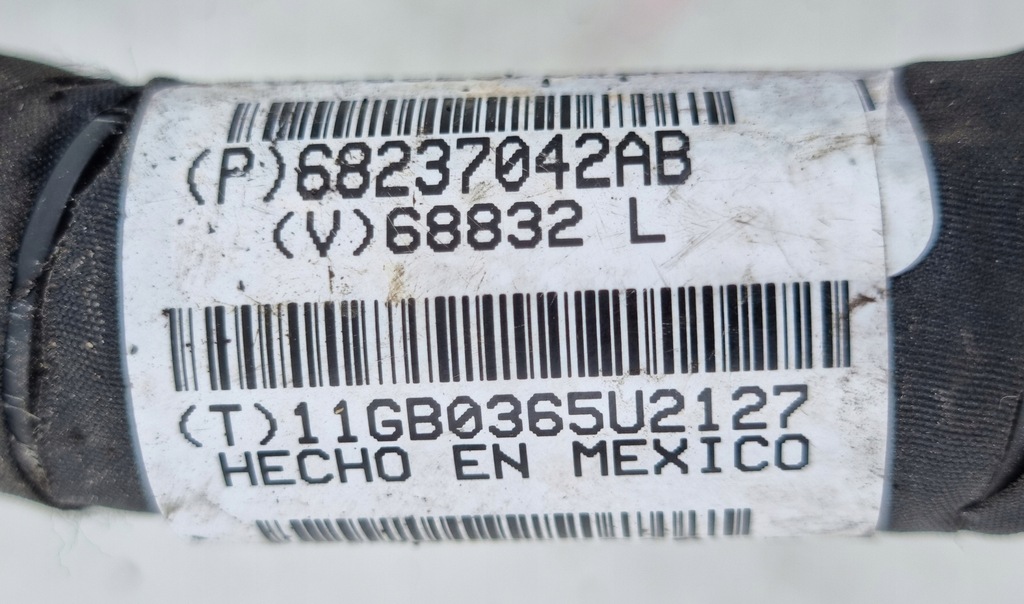 (P)68237042AB
(V)68832 L
(T)11GB0365U2127
HECHO EN MEXICO